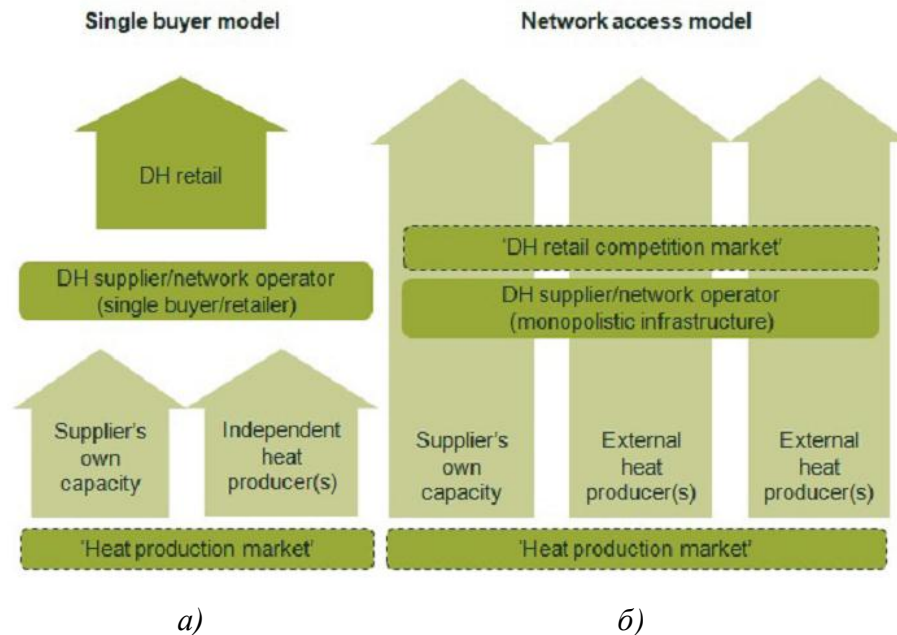 Single buyer model
DH retail
DH supplier/network operator
(single buyer/retailer)
Supplier's
own
capacity
Independent
heat
producer(s)
'Heat production market'
а)
Network access model
'DH retail competition market'
DH supplier/network operator
(monopolistic infrastructure)
Supplier's
own
capacity
External
heat
producer(s)
External
heat
producer(s)
'Heat production market'
б)